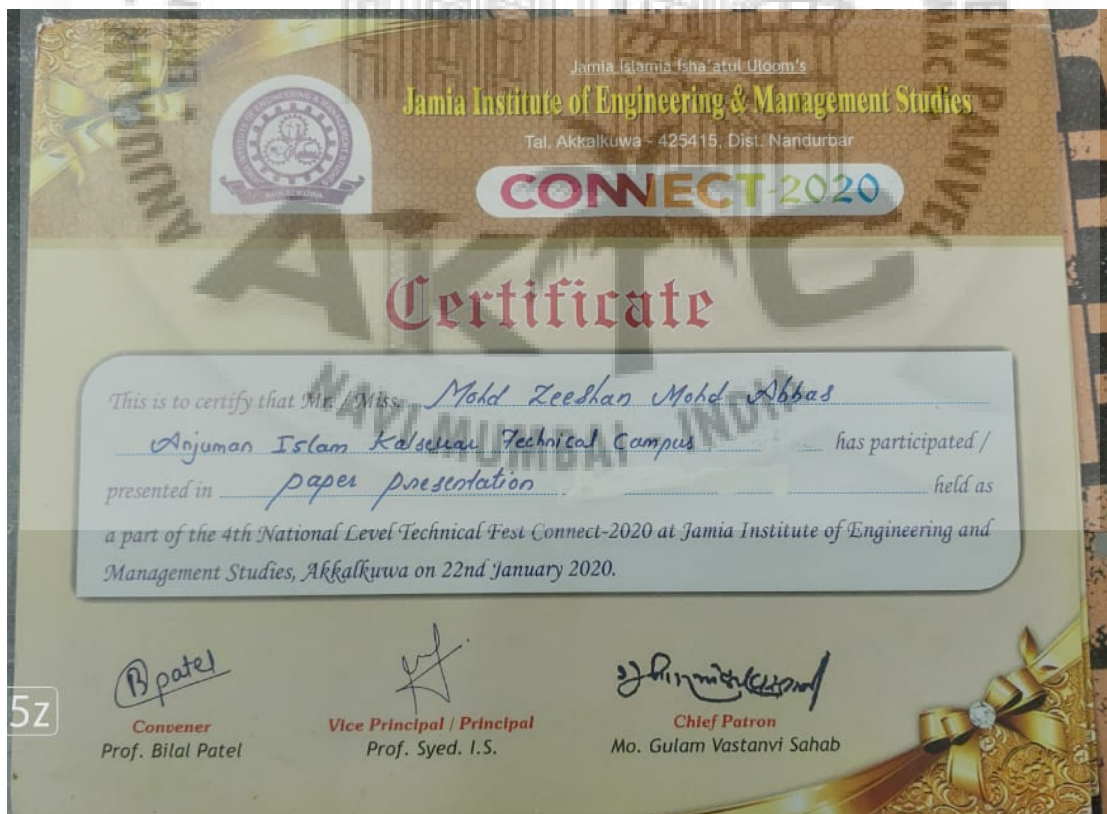 Jamia Islamia Isha'atul Uloom's
Jamia Institute of Engineering & Management Studies
Tal. Akkalkuwa - 425415, Dist. Nandurbar
CONNECT-2020
AKKALKUWA
AKTC
NAVI MUMBAI - INDIA
Certificate
This is to certify that Mr. / Miss. Mohd Zeeshan Mohd Abbas
Anjuman Islam Kalsekar Technical Campus has participated /
presented in paper presentation held as
a part of the 4th National Level Technical Fest Connect-2020 at Jamia Institute of Engineering and
Management Studies, Akkalkuwa on 22nd January 2020.
B patel
Convener
Prof. Bilal Patel
Vice Principal / Principal
Prof. Syed. I.S.
Chief Patron
Mo. Gulam Vastanvi Sahab
5z